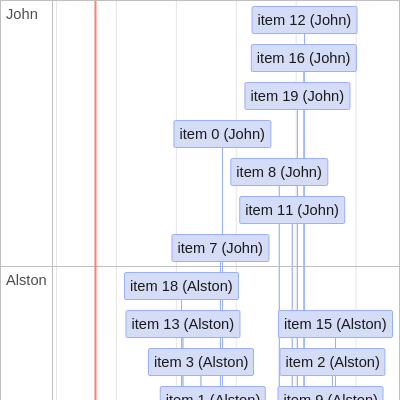 John
item 12 (John)
item 16 (John)
item 19 (John)
item 0 (John)
item 8 (John)
item 11 (John)
item 7 (John)
Alston
item 18 (Alston)
item 13 (Alston)
item 15 (Alston)
item 3 (Alston)
item 2 (Alston)
item 1 (Alston)
item 9 (Alston)